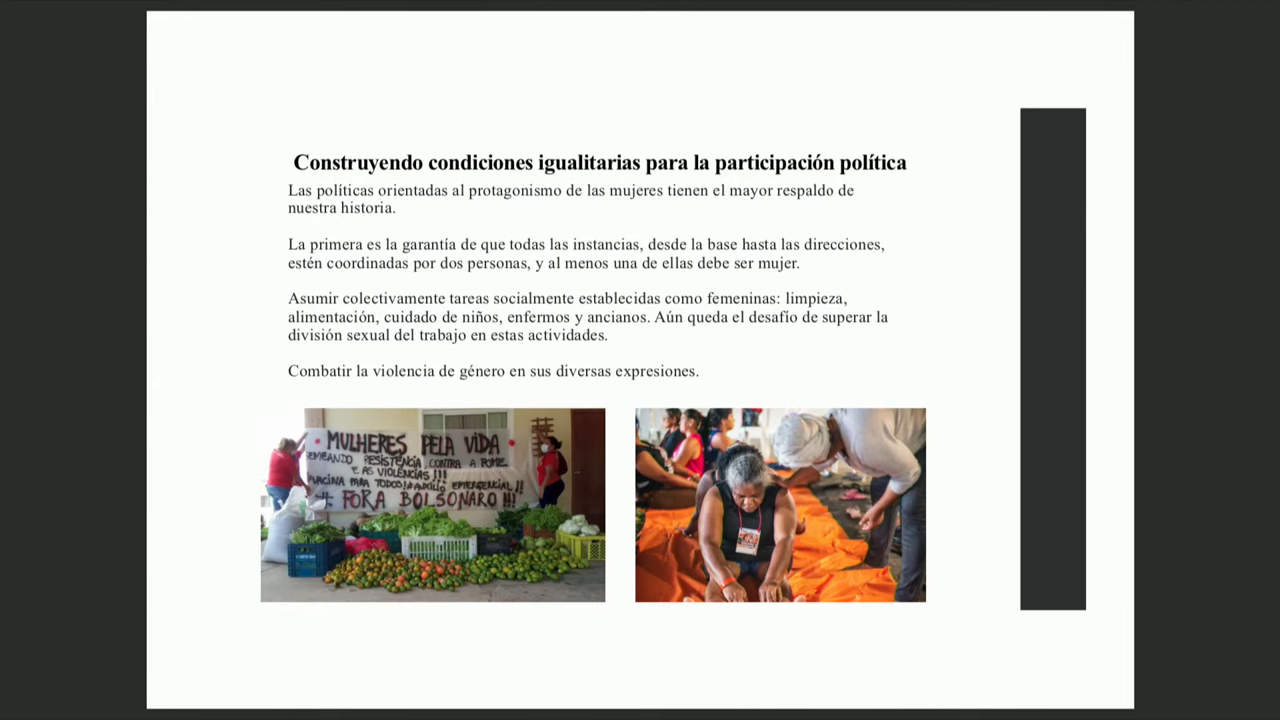 Construyendo condiciones igualitarias para la participación política
Las políticas orientadas al protagonismo de las mujeres tienen el mayor respaldo de
nuestra historia.
La primera es la garantía de que todas las instancias, desde la base hasta las direcciones,
estén coordinadas por dos personas, y al menos una de ellas debe ser mujer.
Asumir colectivamente tareas socialmente establecidas como femeninas: limpieza,
alimentación, cuidado de niños, enfermos y ancianos. Aún queda el desafío de superar la
división sexual del trabajo en estas actividades.
Combatir la violencia de género en sus diversas expresiones.
MULHERES PELA VIDA
SEMEANDO RESISTÊNCIA CONTRA A FOME
E AS VIOLÊNCIAS!!!
VACINA PARA TODOS! AUXÍLIO EMERGENCIAL!!
# FORA BOLSONARO!!!